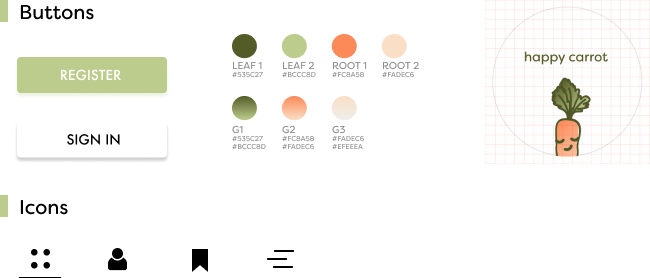 Buttons
REGISTER
SIGN IN
LEAF 1
#535C27
LEAF 2
#BCCC8D
ROOT 1
#FC8A58
ROOT 2
#FADEC6
G1
#535C27
#BCCC8D
G2
#FC8A58
#FADEC6
G3
#FADEC6
#EFEEEA
happy carrot
Icons